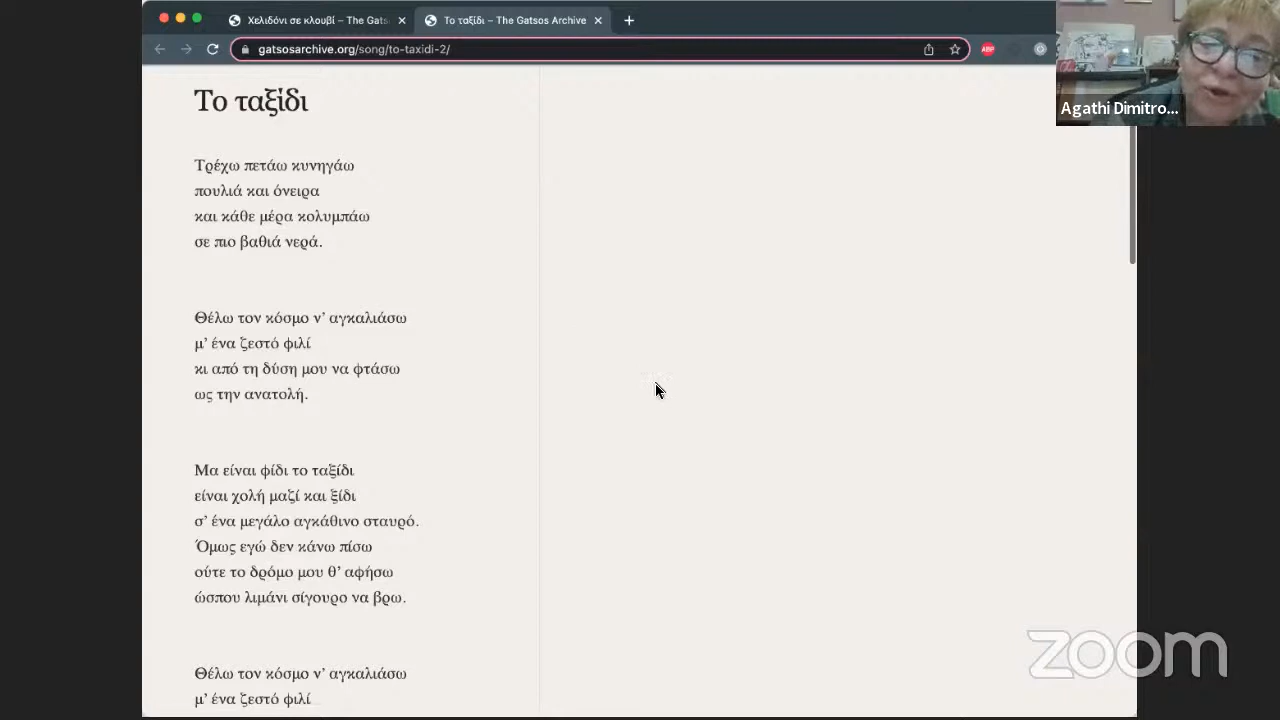 Χελιδόνι σε κλουβί – The Gats
Το ταξίδι – The Gatsos Archive
gatsosarchive.org/song/to-taxidi-2/
ABP
G
Agathi Dimitro...
Το ταξίδι
Τρέχω πετάω κυνηγάω
πουλιά και όνειρα
και κάθε μέρα κολυμπάω
σε πιο βαθιά νερά.
Θέλω τον κόσμο ν’ αγκαλιάσω
μ’ ένα ζεστό φιλί
κι από τη δύση μου να φτάσω
ως την ανατολή.
Μα είναι φίδι το ταξίδι
είναι χολή μαζί και ξίδι
σ’ ένα μεγάλο αγκάθινο σταυρό.
Όμως εγώ δεν κάνω πίσω
ούτε το δρόμο μου θ’ αφήσω
ώσπου λιμάνι σίγουρο να βρω.
Θέλω τον κόσμο ν’ αγκαλιάσω
μ’ ένα ζεστό φιλί
zoom